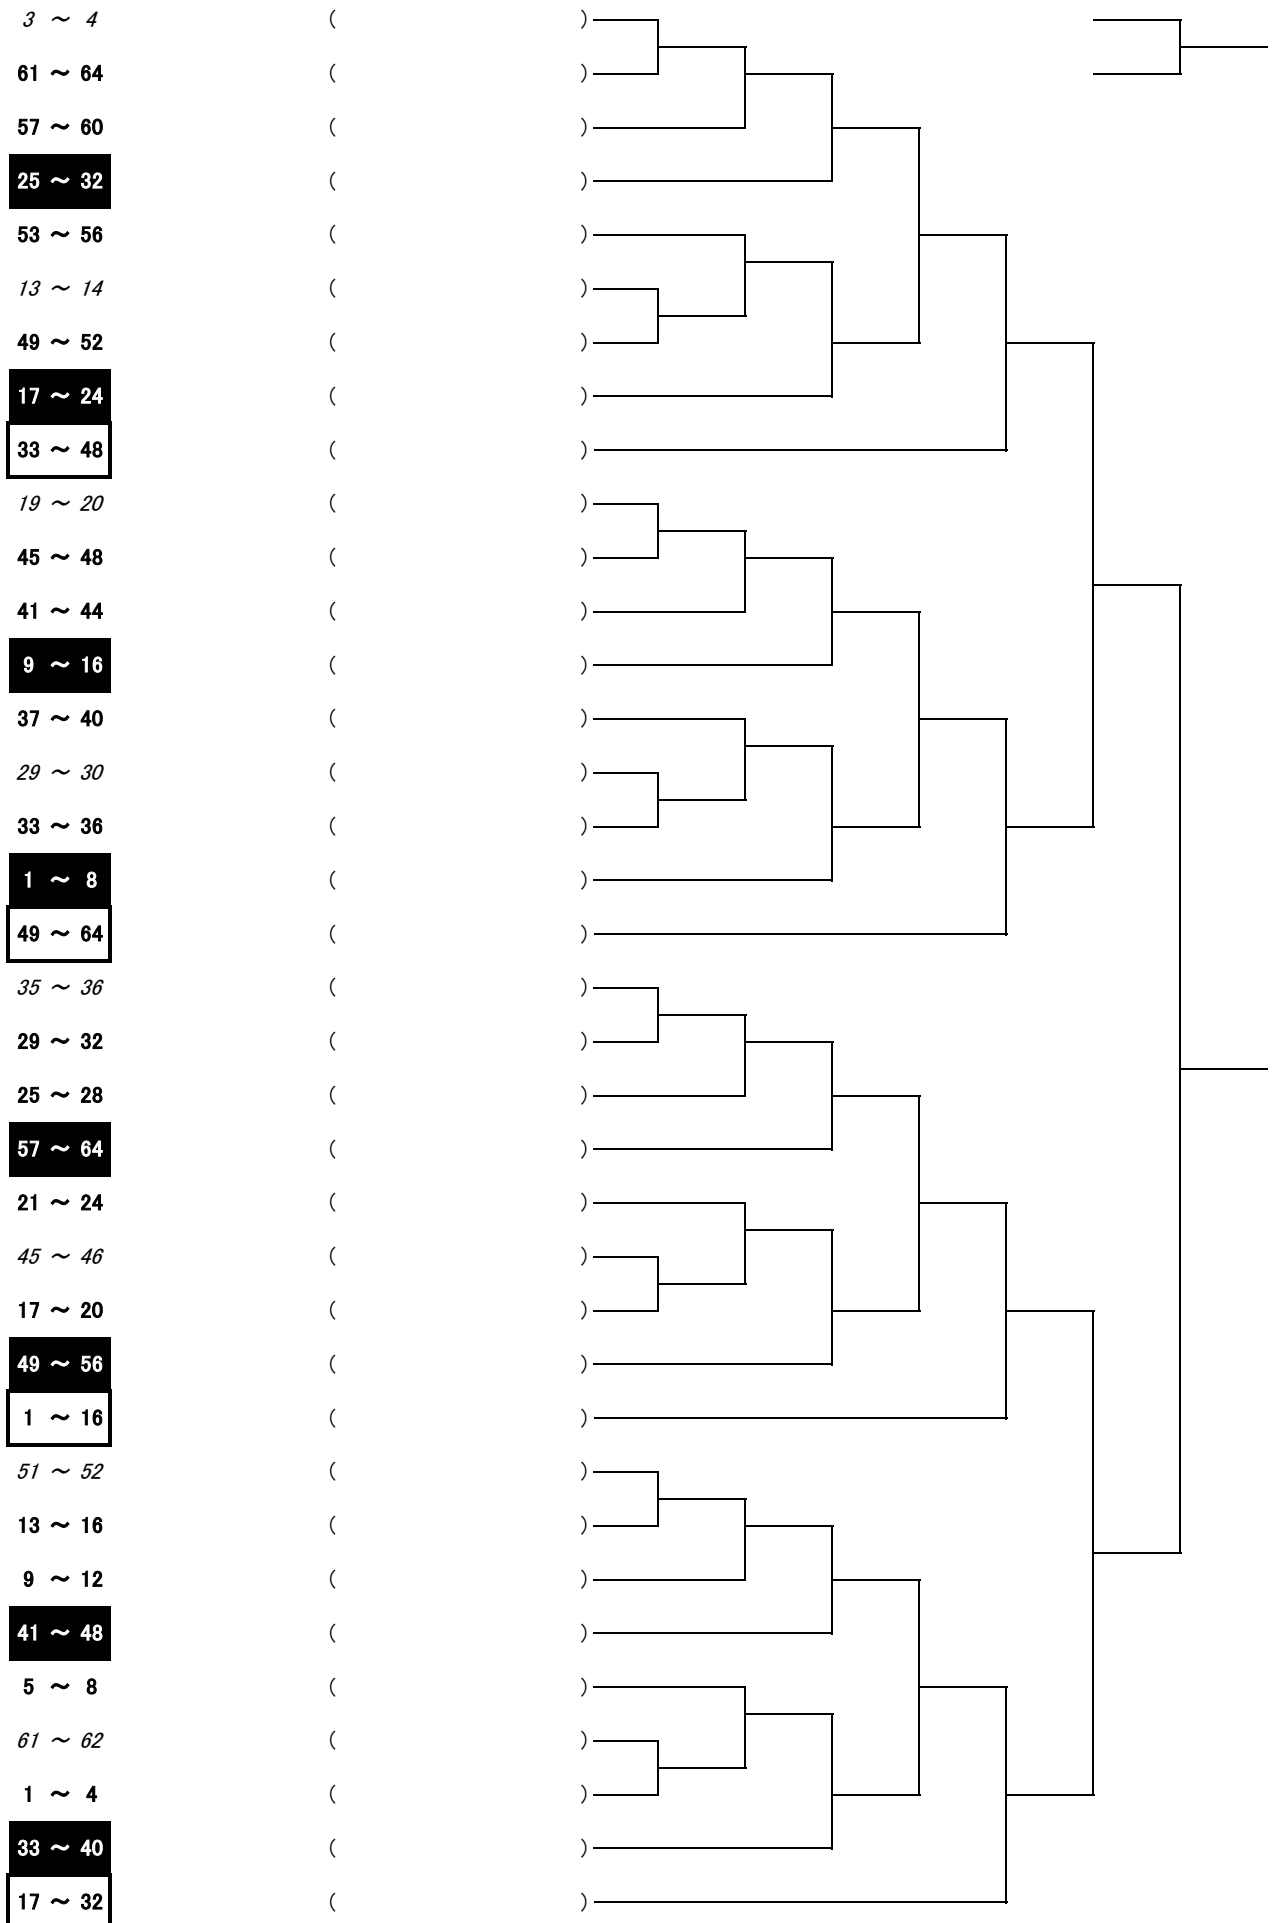 3 ～ 4 ( )
61 ～ 64 ( )
57 ～ 60 ( )
25 ～ 32 ( )
53 ～ 56 ( )
13 ～ 14 ( )
49 ～ 52 ( )
17 ～ 24 ( )
33 ～ 48 ( )
19 ～ 20 ( )
45 ～ 48 ( )
41 ～ 44 ( )
9 ～ 16 ( )
37 ～ 40 ( )
29 ～ 30 ( )
33 ～ 36 ( )
1 ～ 8 ( )
49 ～ 64 ( )
35 ～ 36 ( )
29 ～ 32 ( )
25 ～ 28 ( )
57 ～ 64 ( )
21 ～ 24 ( )
45 ～ 46 ( )
17 ～ 20 ( )
49 ～ 56 ( )
1 ～ 16 ( )
51 ～ 52 ( )
13 ～ 16 ( )
9 ～ 12 ( )
41 ～ 48 ( )
5 ～ 8 ( )
61 ～ 62 ( )
1 ～ 4 ( )
33 ～ 40 ( )
17 ～ 32 ( )